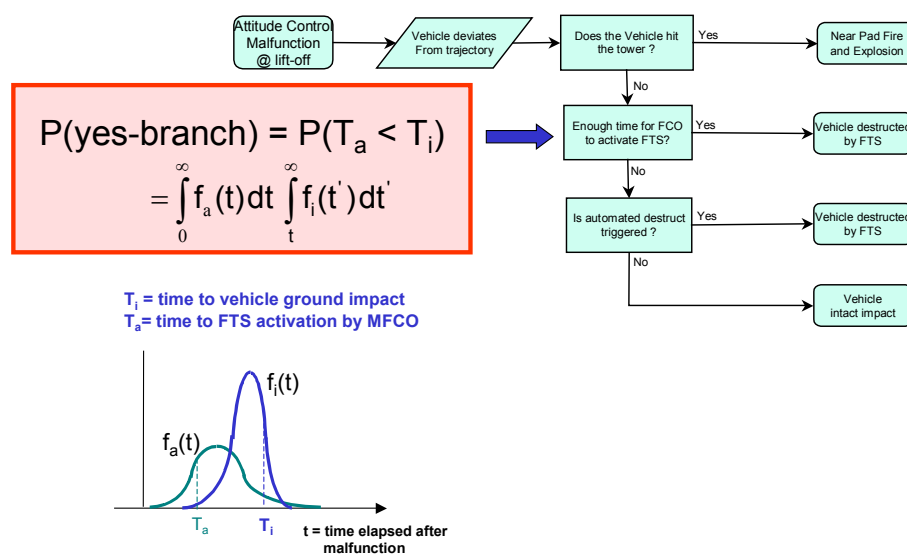 Attitude Control
Malfunction
@ lift-off
Vehicle deviates
From trajectory
Does the Vehicle hit
the tower ?
Yes
Near Pad Fire
and Explosion
No
P(yes-branch) = P(Tₐ < Tᵢ)
= ∫₀^∞ fₐ(t)dt ∫ₜ^∞ fᵢ(t')dt'
Enough time for FCO
to activate FTS?
Yes
Vehicle destructed
by FTS
No
Is automated destruct
triggered ?
Yes
Vehicle destructed
by FTS
No
Vehicle
intact impact
Tᵢ = time to vehicle ground impact
Tₐ= time to FTS activation by MFCO
fᵢ(t)
fₐ(t)
Tₐ
Tᵢ
t = time elapsed after
malfunction